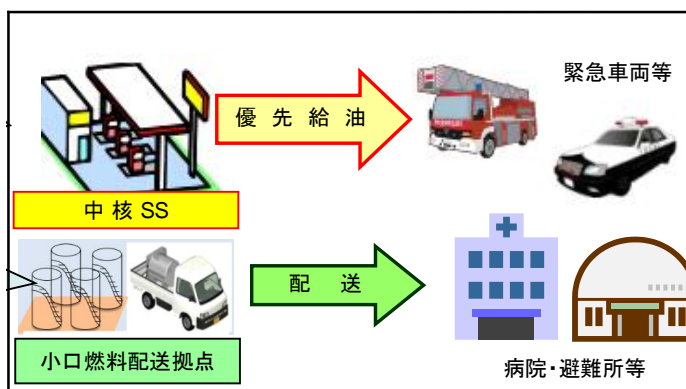 緊急車両等
優先給油
中核SS
配送
小口燃料配送拠点
病院・避難所等